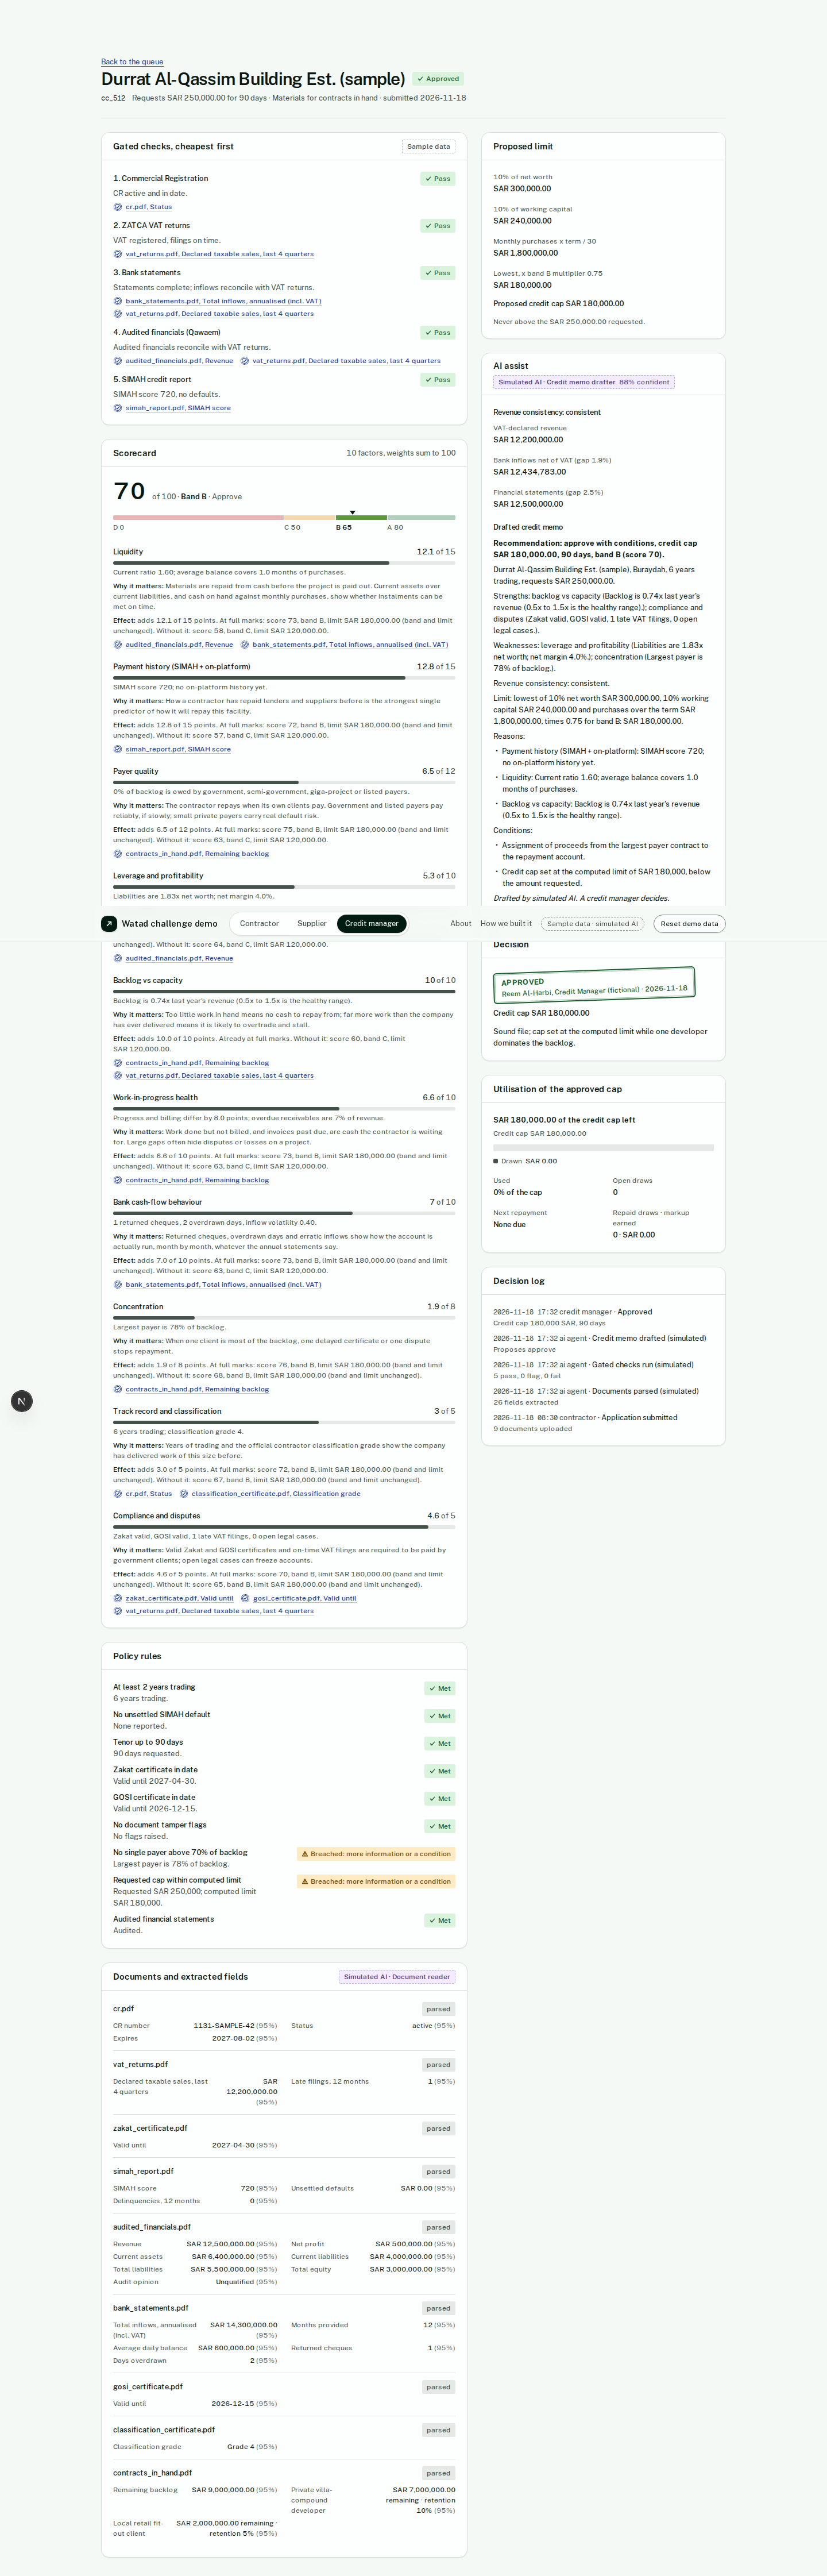 Back to the queue
Durrat Al-Qassim Building Est. (sample)
Approved
cc_512 Requests SAR 250,000.00 for 90 days · Materials for contracts in hand · submitted 2026-11-18
Gated checks, cheapest first
Sample data
1. Commercial Registration
Pass
CR active and in date.
cr.pdf, Status
2. ZATCA VAT returns
Pass
VAT registered, filings on time.
vat_returns.pdf, Declared taxable sales, last 4 quarters
3. Bank statements
Pass
Statements complete; inflows reconcile with VAT returns.
bank_statements.pdf, Total inflows, annualised (incl. VAT)
vat_returns.pdf, Declared taxable sales, last 4 quarters
4. Audited financials (Qawaem)
Pass
Audited financials reconcile with VAT returns.
audited_financials.pdf, Revenue vat_returns.pdf, Declared taxable sales, last 4 quarters
5. SIMAH credit report
Pass
SIMAH score 720, no defaults.
simah_report.pdf, SIMAH score
Scorecard
10 factors, weights sum to 100
70 of 100 · Band B · Approve
D 0 C 50 B 65 A 80
Liquidity 12.1 of 15
Current ratio 1.60; average balance covers 1.0 months of purchases.
Why it matters: Materials are repaid from cash before the project is paid out. Current assets over
current liabilities, and cash on hand against monthly purchases, show whether instalments can be
met on time.
Effect: adds 12.1 of 15 points. At full marks: score 73, band B, limit SAR 180,000.00 (band and limit
unchanged). Without it: score 58, band C, limit SAR 120,000.00.
audited_financials.pdf, Revenue bank_statements.pdf, Total inflows, annualised (incl. VAT)
Payment history (SIMAH + on-platform) 12.8 of 15
SIMAH score 720; no on-platform history yet.
Why it matters: How a contractor has repaid lenders and suppliers before is the strongest single
predictor of how it will repay this facility.
Effect: adds 12.8 of 15 points. At full marks: score 72, band B, limit SAR 180,000.00 (band and limit
unchanged). Without it: score 57, band C, limit SAR 120,000.00.
simah_report.pdf, SIMAH score
Payer quality 6.5 of 12
0% of backlog is owed by government, semi-government, giga-project or listed payers.
Why it matters: The contractor repays when its own clients pay. Government and listed payers pay
reliably, if slowly; small private payers carry real default risk.
Effect: adds 6.5 of 12 points. At full marks: score 75, band B, limit SAR 180,000.00 (band and limit
unchanged). Without it: score 63, band C, limit SAR 120,000.00.
contracts_in_hand.pdf, Remaining backlog
Leverage and profitability 5.3 of 10
Liabilities are 1.83x net worth; net margin 4.0%.
Watad challenge demo
Contractor Supplier Credit manager
About How we built it Sample data · simulated AI Reset demo data
unchanged). Without it: score 64, band C, limit SAR 120,000.00.
audited_financials.pdf, Revenue
Backlog vs capacity 10 of 10
Backlog is 0.74x last year's revenue (0.5x to 1.5x is the healthy range).
Why it matters: Too little work in hand means no cash to repay from; far more work than the company
has ever delivered means it is likely to overtrade and stall.
Effect: adds 10.0 of 10 points. Already at full marks. Without it: score 60, band C, limit
SAR 120,000.00.
contracts_in_hand.pdf, Remaining backlog
vat_returns.pdf, Declared taxable sales, last 4 quarters
Work-in-progress health 6.6 of 10
Progress and billing differ by 8.0 points; overdue receivables are 7% of revenue.
Why it matters: Work done but not billed, and invoices past due, are cash the contractor is waiting
for. Large gaps often hide disputes or losses on a project.
Effect: adds 6.6 of 10 points. At full marks: score 73, band B, limit SAR 180,000.00 (band and limit
unchanged). Without it: score 63, band C, limit SAR 120,000.00.
contracts_in_hand.pdf, Remaining backlog
Bank cash-flow behaviour 7 of 10
1 returned cheques, 2 overdrawn days, inflow volatility 0.40.
Why it matters: Returned cheques, overdrawn days and erratic inflows show how the account is
actually run, month by month, whatever the annual statements say.
Effect: adds 7.0 of 10 points. At full marks: score 73, band B, limit SAR 180,000.00 (band and limit
unchanged). Without it: score 63, band C, limit SAR 120,000.00.
bank_statements.pdf, Total inflows, annualised (incl. VAT)
Concentration 1.9 of 8
Largest payer is 78% of backlog.
Why it matters: When one client is most of the backlog, one delayed certificate or one dispute
stops repayment.
Effect: adds 1.9 of 8 points. At full marks: score 76, band B, limit SAR 180,000.00 (band and limit
unchanged). Without it: score 68, band B, limit SAR 180,000.00 (band and limit unchanged).
contracts_in_hand.pdf, Remaining backlog
Track record and classification 3 of 5
6 years trading; classification grade 4.
Why it matters: Years of trading and the official contractor classification grade show the company
has delivered work of this size before.
Effect: adds 3.0 of 5 points. At full marks: score 72, band B, limit SAR 180,000.00 (band and limit
unchanged). Without it: score 67, band B, limit SAR 180,000.00 (band and limit unchanged).
cr.pdf, Status classification_certificate.pdf, Classification grade
Compliance and disputes 4.6 of 5
Zakat valid, GOSI valid, 1 late VAT filings, 0 open legal cases.
Why it matters: Valid Zakat and GOSI certificates and on-time VAT filings are required to be paid by
government clients; open legal cases can freeze accounts.
Effect: adds 4.6 of 5 points. At full marks: score 70, band B, limit SAR 180,000.00 (band and limit
unchanged). Without it: score 65, band B, limit SAR 180,000.00 (band and limit unchanged).
zakat_certificate.pdf, Valid until gosi_certificate.pdf, Valid until
vat_returns.pdf, Declared taxable sales, last 4 quarters
Policy rules
At least 2 years trading
Met
6 years trading.
No unsettled SIMAH default
Met
None reported.
Tenor up to 90 days
Met
90 days requested.
Zakat certificate in date
Met
Valid until 2027-04-30.
GOSI certificate in date
Met
Valid until 2026-12-15.
No document tamper flags
Met
No flags raised.
No single payer above 70% of backlog
Breached: more information or a condition
Largest payer is 78% of backlog.
Requested cap within computed limit
Breached: more information or a condition
Requested SAR 250,000; computed limit
SAR 180,000.
Audited financial statements
Met
Audited.
Documents and extracted fields
Simulated AI · Document reader
cr.pdf parsed
CR number 1131-SAMPLE-42 (95%) Status active (95%)
Expires 2027-08-02 (95%)
vat_returns.pdf parsed
Declared taxable sales, last 4 quarters SAR 12,200,000.00 (95%) Late filings, 12 months 1 (95%)
zakat_certificate.pdf parsed
Valid until 2027-04-30 (95%)
simah_report.pdf parsed
SIMAH score 720 (95%) Unsettled defaults SAR 0.00 (95%)
Delinquencies, 12 months 0 (95%)
audited_financials.pdf parsed
Revenue SAR 12,500,000.00 (95%) Net profit SAR 500,000.00 (95%)
Current assets SAR 6,400,000.00 (95%) Current liabilities SAR 4,000,000.00 (95%)
Total liabilities SAR 5,500,000.00 (95%) Total equity SAR 3,000,000.00 (95%)
Audit opinion Unqualified (95%)
bank_statements.pdf parsed
Total inflows, annualised (incl. VAT) SAR 14,300,000.00 (95%) Months provided 12 (95%)
Average daily balance SAR 600,000.00 (95%) Returned cheques 1 (95%)
Days overdrawn 2 (95%)
gosi_certificate.pdf parsed
Valid until 2026-12-15 (95%)
classification_certificate.pdf parsed
Classification grade Grade 4 (95%)
contracts_in_hand.pdf parsed
Remaining backlog SAR 9,000,000.00 (95%) Private villa-compound developer SAR 7,000,000.00 remaining · retention 10% (95%)
Local retail fit-out client SAR 2,000,000.00 remaining · retention 5% (95%)
Proposed limit
10% of net worth
SAR 300,000.00
10% of working capital
SAR 240,000.00
Monthly purchases x term / 30
SAR 1,800,000.00
Lowest, x band B multiplier 0.75
SAR 180,000.00
Proposed credit cap SAR 180,000.00
Never above the SAR 250,000.00 requested.
AI assist
Simulated AI · Credit memo drafter 88% confident
Revenue consistency: consistent
VAT-declared revenue
SAR 12,200,000.00
Bank inflows net of VAT (gap 1.9%)
SAR 12,434,783.00
Financial statements (gap 2.5%)
SAR 12,500,000.00
Drafted credit memo
Recommendation: approve with conditions, credit cap
SAR 180,000.00, 90 days, band B (score 70).
Durrat Al-Qassim Building Est. (sample), Buraydah, 6 years
trading, requests SAR 250,000.00.
Strengths: backlog vs capacity (Backlog is 0.74x last year's
revenue (0.5x to 1.5x is the healthy range).); compliance and
disputes (Zakat valid, GOSI valid, 1 late VAT filings, 0 open
legal cases.).
Weaknesses: leverage and profitability (Liabilities are 1.83x
net worth; net margin 4.0%.); concentration (Largest payer is
78% of backlog.).
Revenue consistency: consistent.
Limit: lowest of 10% net worth SAR 300,000.00, 10% working
capital SAR 240,000.00 and purchases over the term SAR
1,800,000.00, times 0.75 for band B: SAR 180,000.00.
Reasons:
• Payment history (SIMAH + on-platform): SIMAH score 720;
no on-platform history yet.
• Liquidity: Current ratio 1.60; average balance covers 1.0
months of purchases.
• Backlog vs capacity: Backlog is 0.74x last year's revenue
(0.5x to 1.5x is the healthy range).
Conditions:
• Assignment of proceeds from the largest payer contract to
the repayment account.
• Credit cap set at the computed limit of SAR 180,000, below
the amount requested.
Drafted by simulated AI. A credit manager decides.
Decision
APPROVED
Reem Al-Harbi, Credit Manager (fictional) · 2026-11-18
Credit cap SAR 180,000.00
Sound file; cap set at the computed limit while one developer
dominates the backlog.
Utilisation of the approved cap
SAR 180,000.00 of the credit cap left
Credit cap SAR 180,000.00
Drawn SAR 0.00
Used
0% of the cap
Open draws
0
Next repayment
None due
Repaid draws · markup
earned
0 · SAR 0.00
Decision log
2026-11-18 17:32 credit manager · Approved
Credit cap 180,000 SAR, 90 days
2026-11-18 17:32 ai agent · Credit memo drafted (simulated)
Proposes approve
2026-11-18 17:32 ai agent · Gated checks run (simulated)
5 pass, 0 flag, 0 fail
2026-11-18 17:32 ai agent · Documents parsed (simulated)
26 fields extracted
2026-11-18 08:30 contractor · Application submitted
9 documents uploaded
N